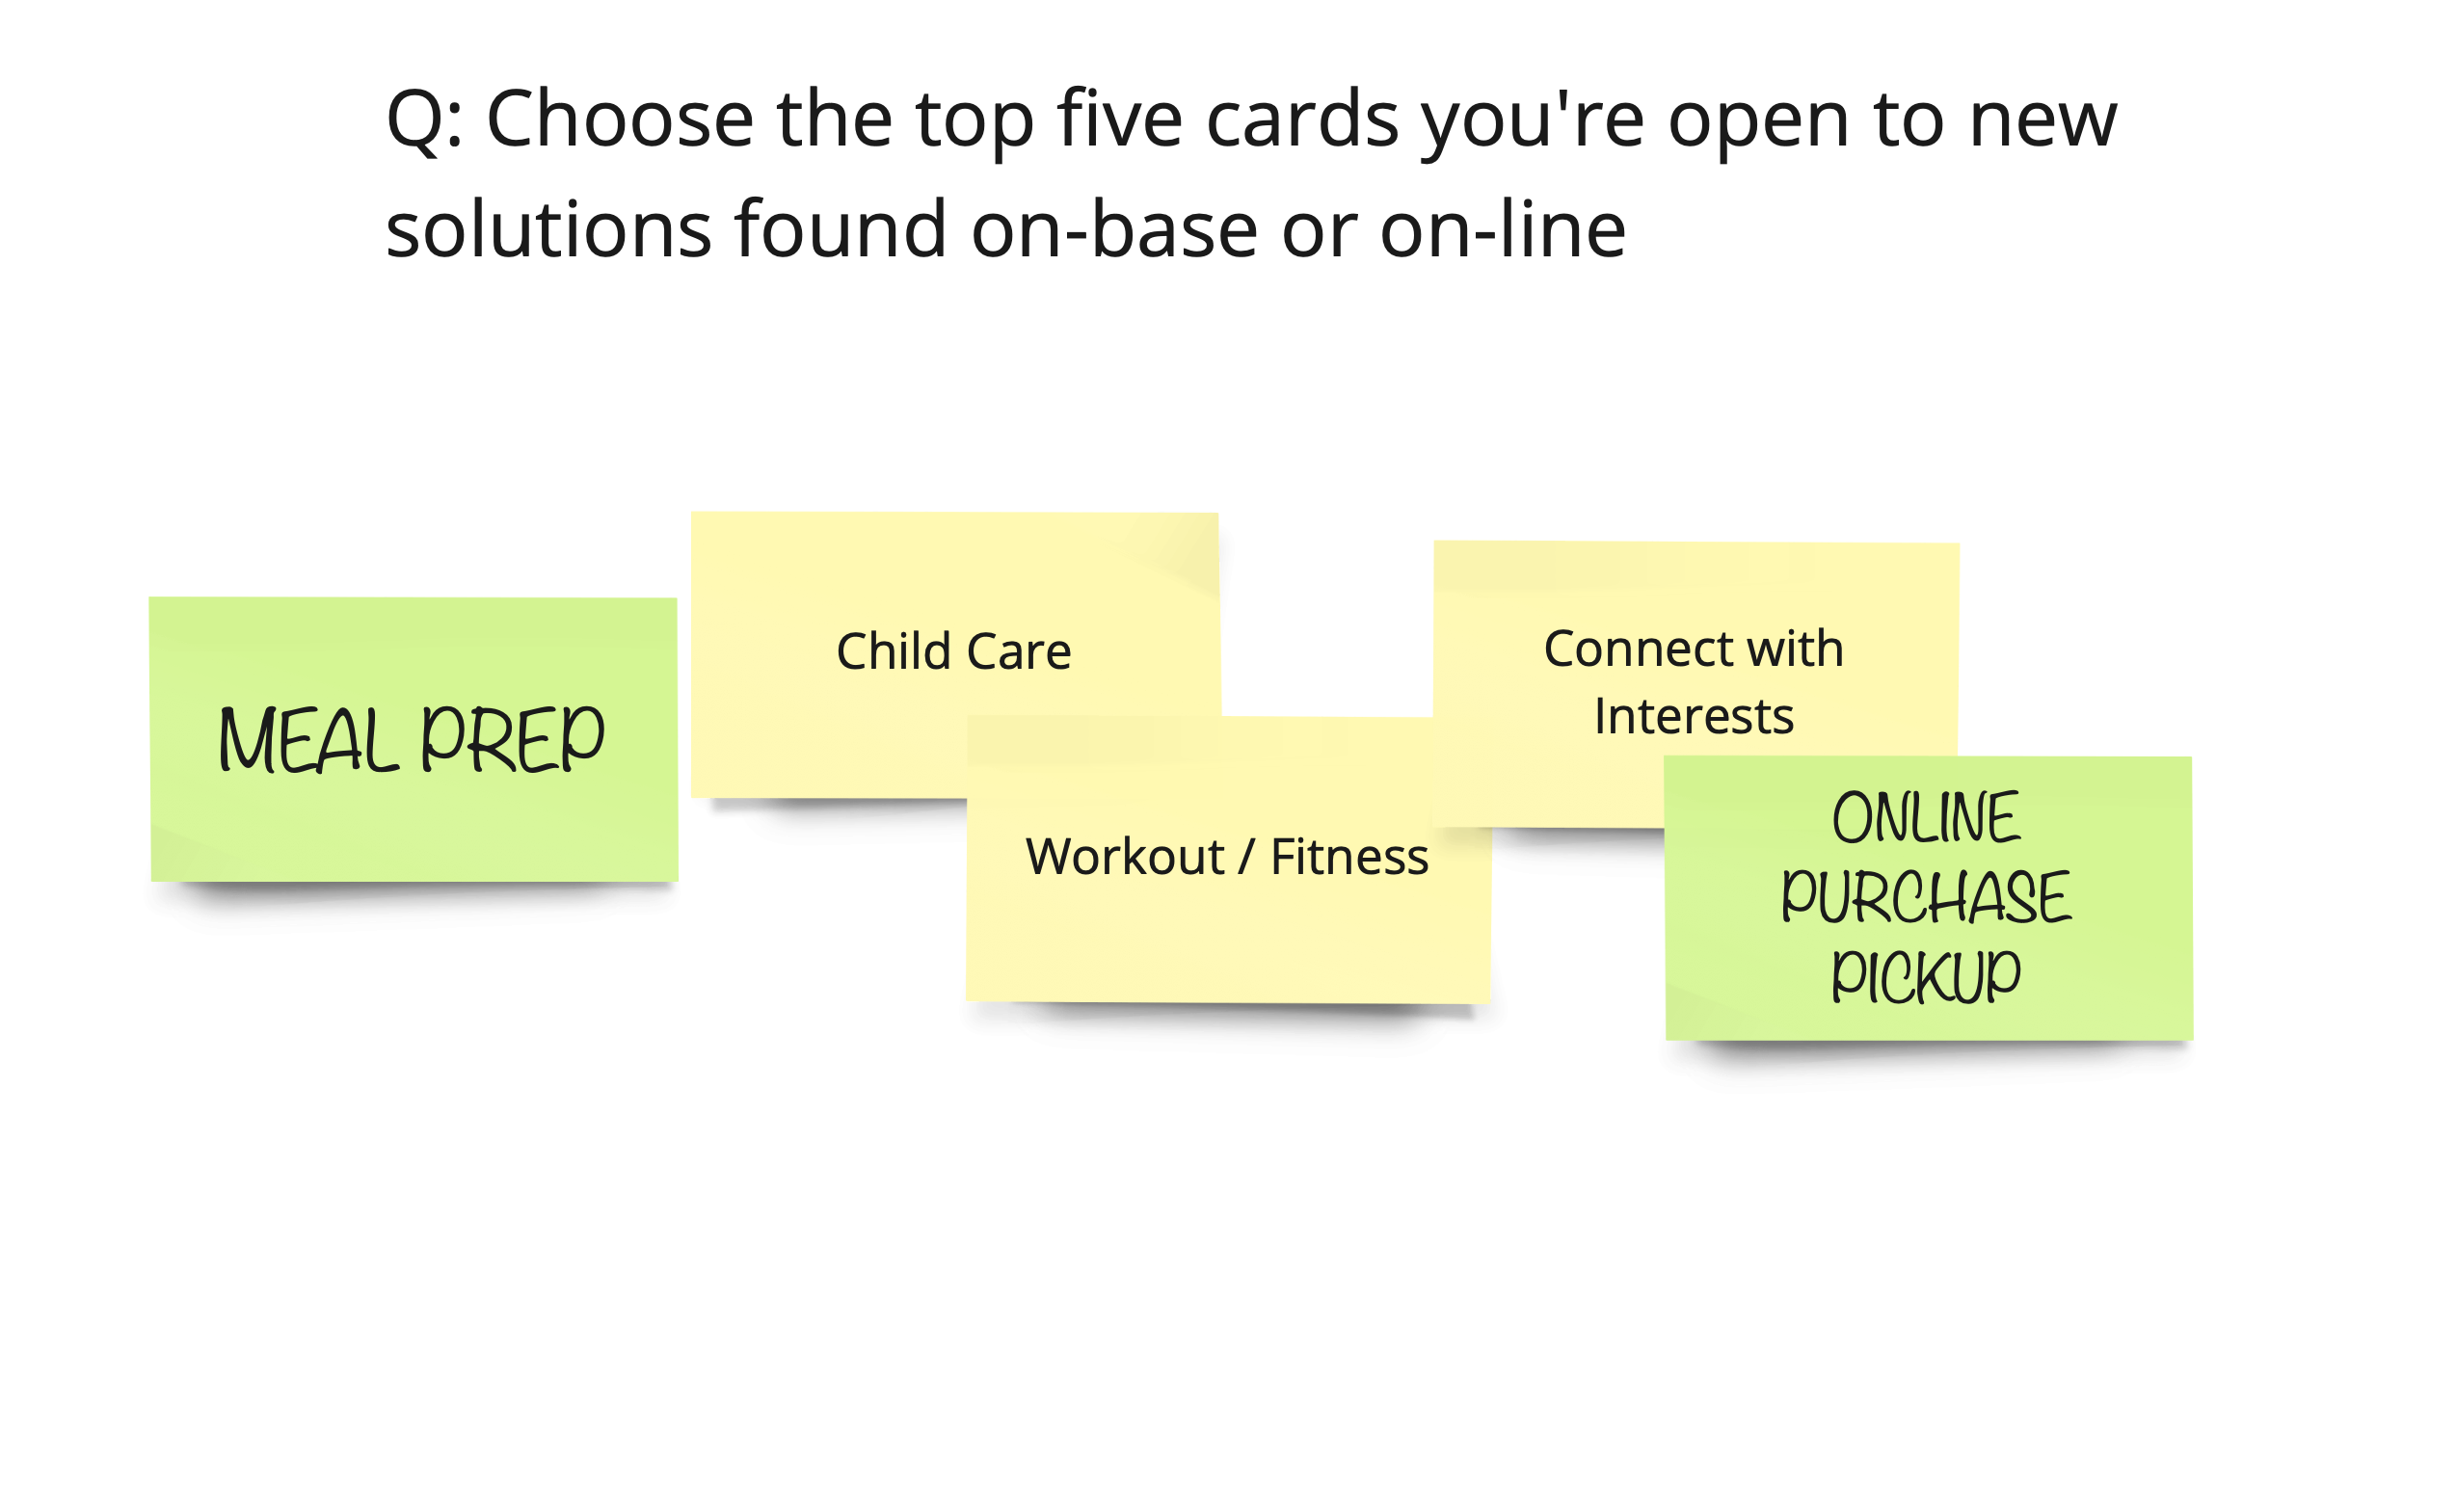 Q: Choose the top five cards you're open to new
solutions found on-base or on-line
MEAL PREP
Child Care
Workout / Fitness
Connect with
Interests
ONLINE
PURCHASE
PICKUP